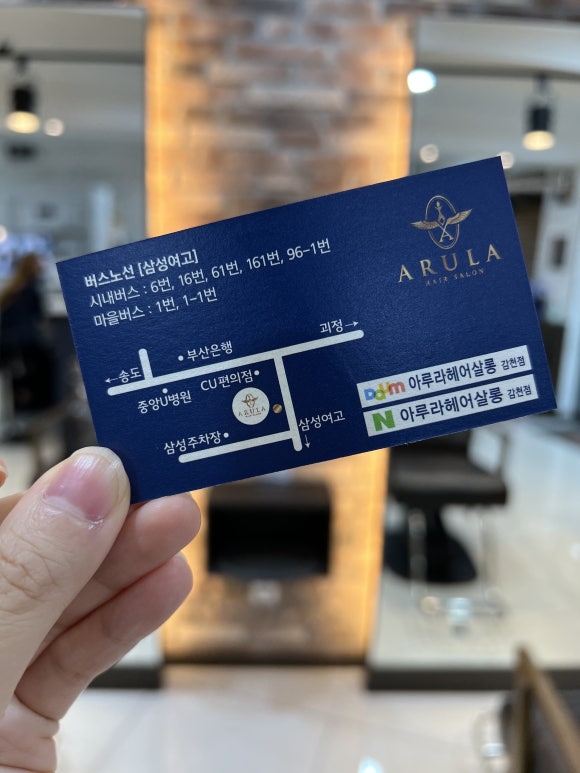 버스노선 [삼성여고]
시내버스 : 6번, 16번, 61번, 161번, 96-1번
마을버스 : 1번, 1-1번
ARULA
HAIR SALON
괴정→
←송도
부산은행
중앙U병원
CU편의점
ARULA
삼성주차장
삼성여고
↓
Daum 아루라헤어살롱 감천점
N 아루라헤어살롱 감천점